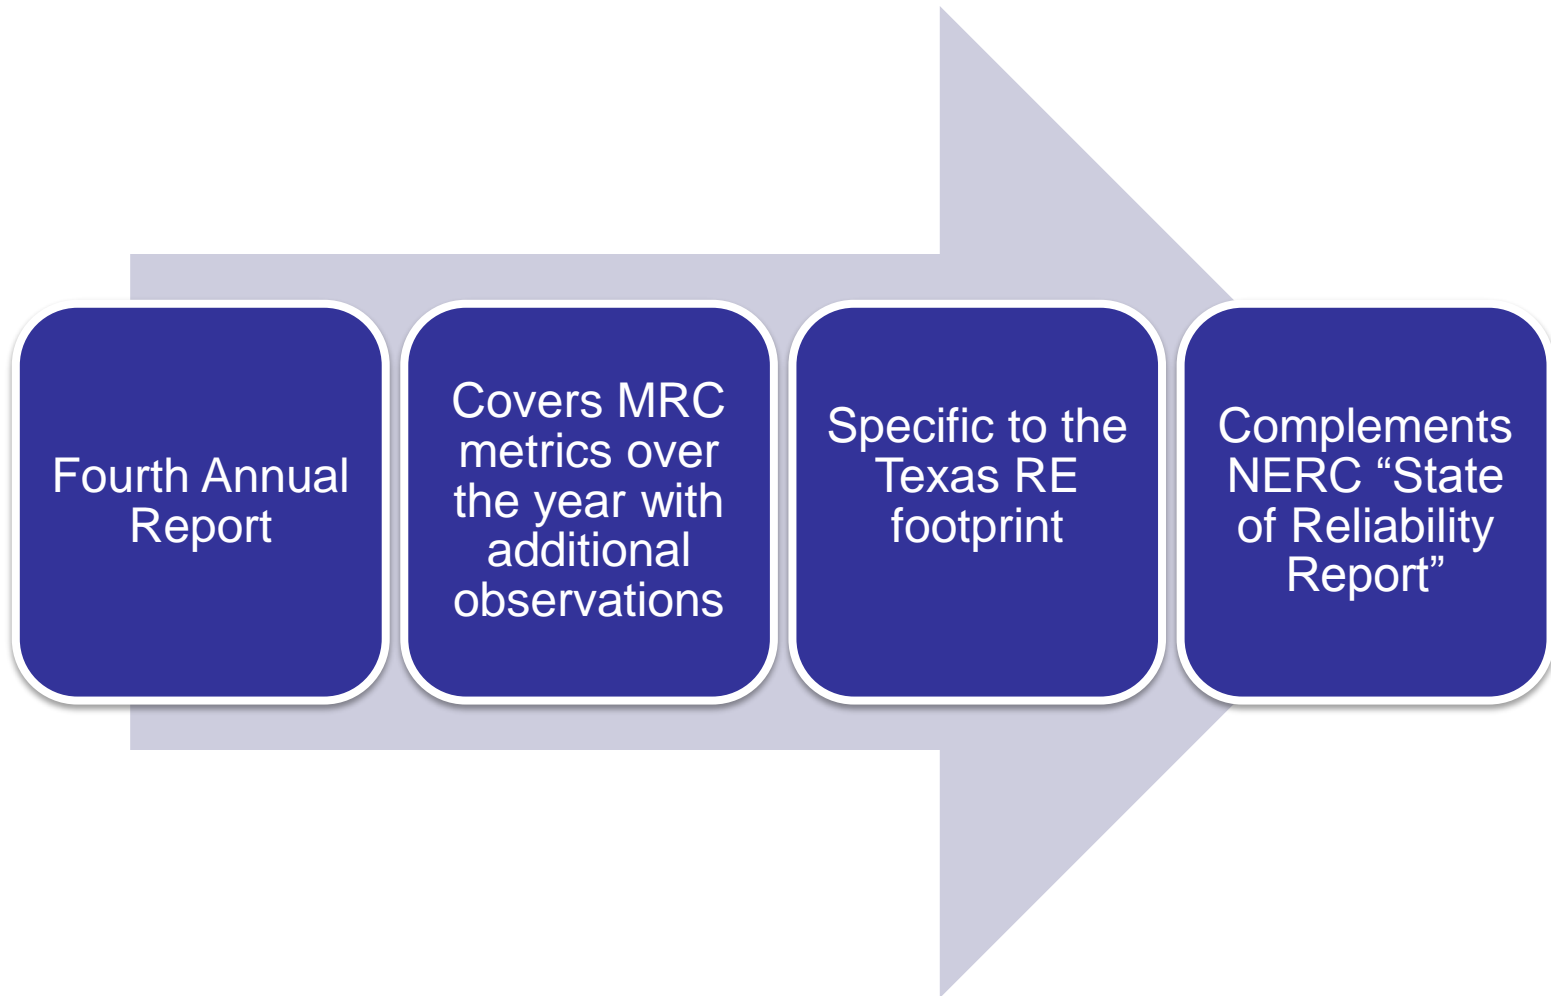 Fourth Annual
Report
Covers MRC
metrics over
the year with
additional
observations
Specific to the
Texas RE
footprint
Complements
NERC “State
of Reliability
Report”